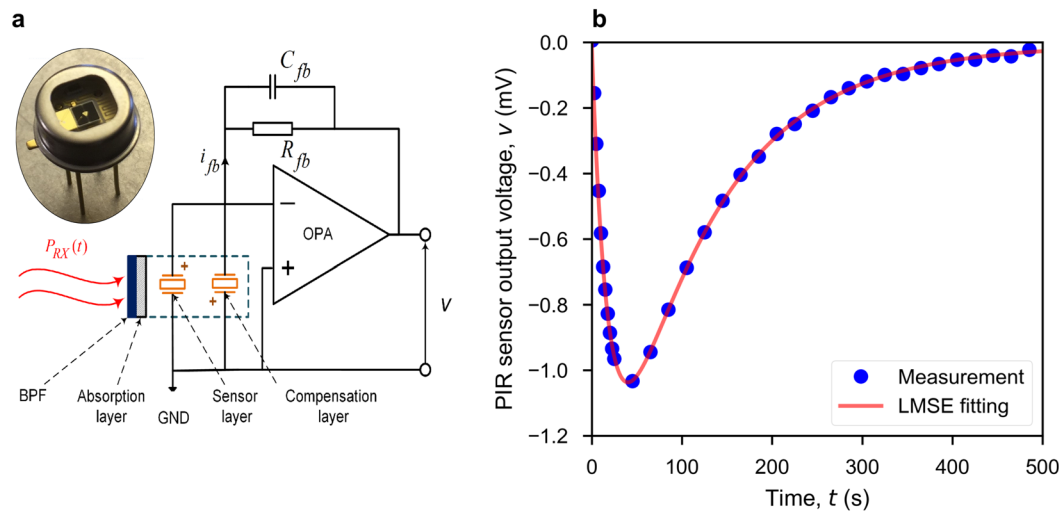 a
C_fb
R_fb
i_fb
OPA
−
+
P_RX(t)
+
+
v
BPF
Absorption
layer
GND
Sensor
layer
Compensation
layer
b
PIR sensor output voltage, v (mV)
0.0
−0.2
−0.4
−0.6
−0.8
−1.0
−1.2
Measurement
LMSE fitting
0
100
200
300
400
500
Time, t (s)